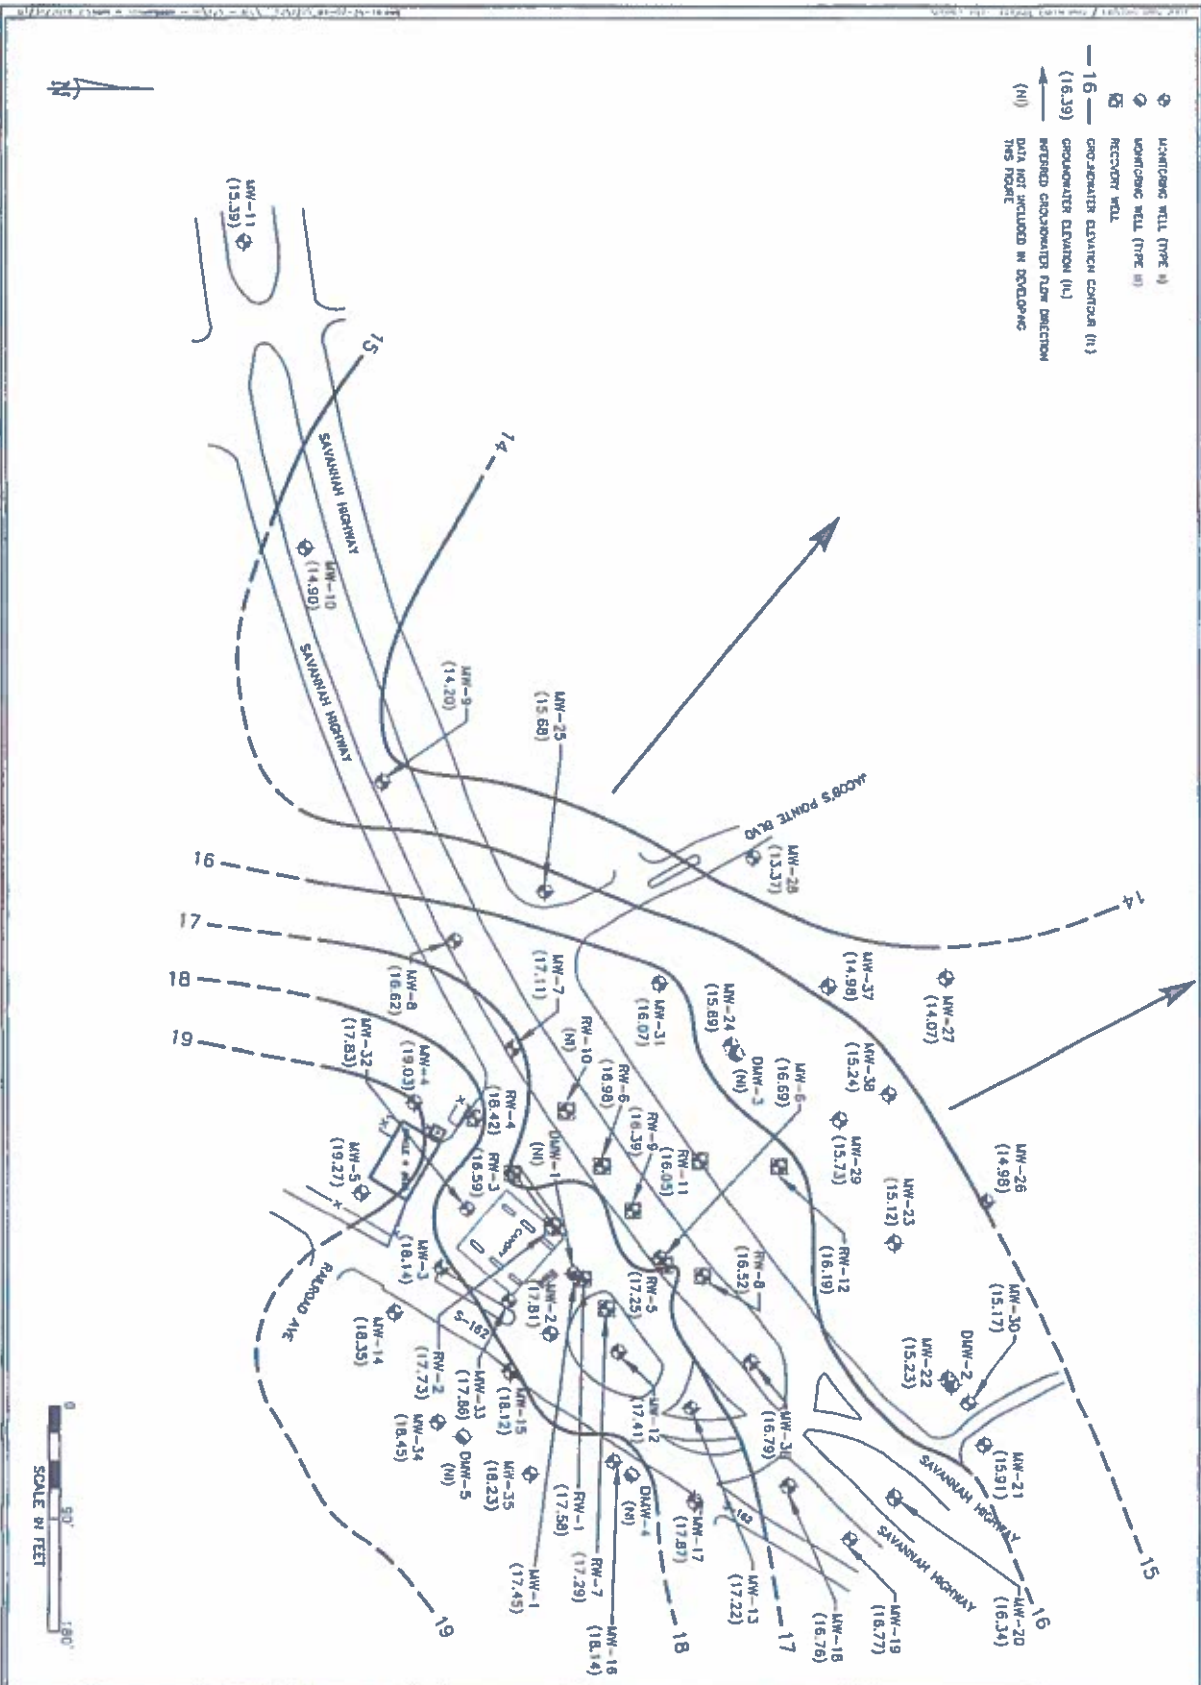 MONITORING WELL (TYPE II)
MONITORING WELL (TYPE III)
RECOVERY WELL
16
GROUNDWATER ELEVATION CONTOUR (ft.)
(16.39)
GROUNDWATER ELEVATION (ft.)
INFERRED GROUNDWATER FLOW DIRECTION
(NI)
DATA NOT INCLUDED IN DEVELOPING
THIS FIGURE
N
MW-11
(15.39)
15
14
SAVANNAH HIGHWAY
MW-10
(14.90)
SAVANNAH HIGHWAY
MW-9
(14.20)
MW-25
(15.68)
JACOB'S POINTE BLVD
MW-28
(13.37)
14
16
17
18
19
MW-8
(16.62)
MW-7
(17.11)
MW-31
(16.07)
MW-24
(15.89)
DMW-3
(NI)
MW-37
(14.98)
MW-27
(14.07)
MW-38
(15.24)
MW-29
(15.73)
MW-23
(15.12)
MW-26
(14.98)
MW-6
(16.69)
RW-10
(NI)
RW-6
(16.98)
RW-9
(16.39)
RW-11
(16.05)
RW-12
(16.19)
RW-8
(16.52)
RW-5
(17.25)
MW-32
(17.83)
MW-4
(19.03)
RW-4
(18.42)
RW-3
(16.59)
DMW-1
(NI)
MW-5
(19.27)
CANOPY
MW-3
(18.14)
MW-2
(17.81)
S-162
RAILROAD AVE
MW-14
(18.35)
RW-2
(17.73)
MW-33
(17.86)
MW-15
(18.12)
MW-34
(18.45)
DMW-5
(NI)
MW-35
(18.23)
MW-12
(17.41)
MW-36
(16.79)
MW-30
(15.17)
DMW-2
MW-22
(15.23)
MW-21
(15.91)
SAVANNAH HIGHWAY
SAVANNAH HIGHWAY
DMW-4
(NI)
MW-17
(17.87)
RW-1
(17.58)
MW-1
(17.45)
RW-7
(17.29)
MW-16
(18.14)
MW-13
(17.22)
MW-18
(16.76)
MW-19
(16.77)
MW-20
(16.34)
15
16
17
18
19
0
90'
180'
SCALE IN FEET